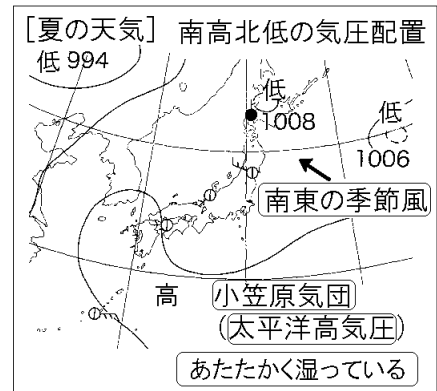 [夏の天気] 南高北低の気圧配置
低 994
低
1008
低
1006
南東の季節風
高 小笠原気団
(太平洋高気圧)
あたたかく湿っている